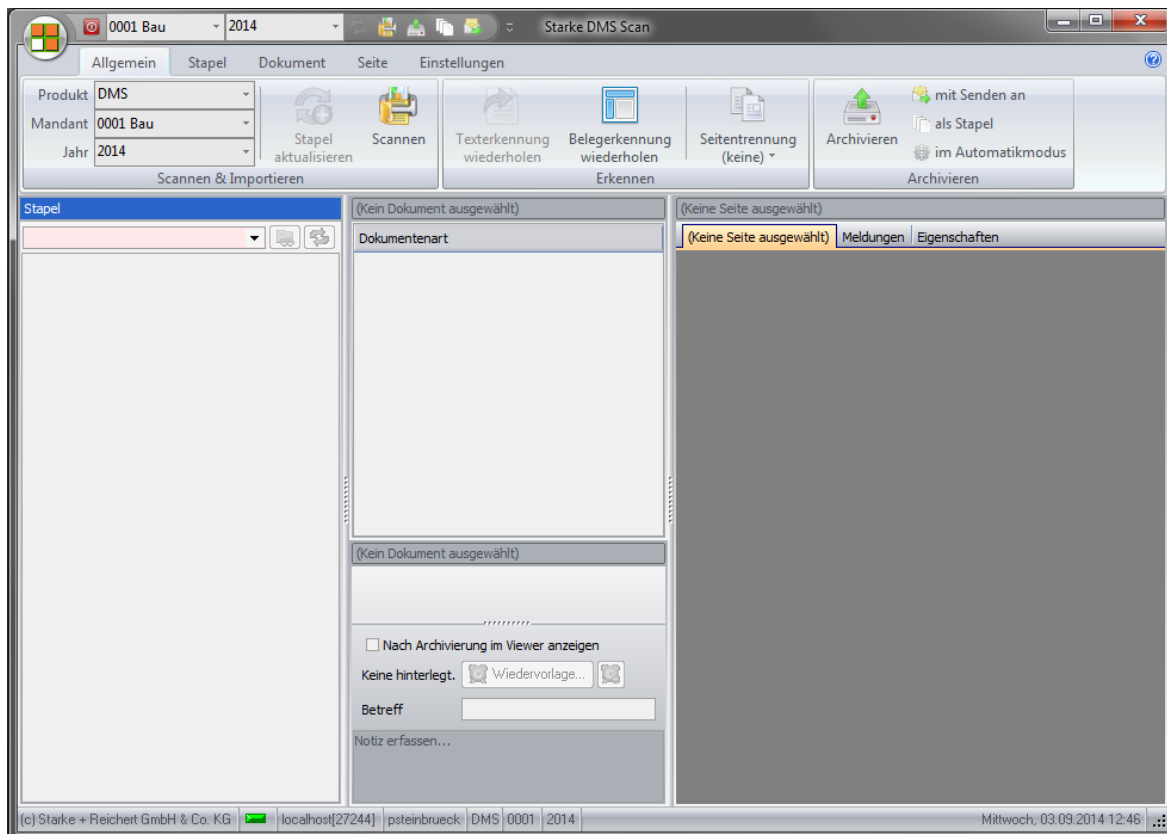 0001 Bau 2014 Starke DMS Scan
Allgemein Stapel Dokument Seite Einstellungen
Produkt DMS
Mandant 0001 Bau
Jahr 2014
Stapel
aktualisieren
Scannen
Scannen & Importieren
Texterkennung
wiederholen
Belegerkennung
wiederholen
Erkennen
Seitentrennung
(keine)
Archivieren
mit Senden an
als Stapel
im Automatikmodus
Archivieren
Stapel
(Kein Dokument ausgewählt)
Dokumentenart
(Kein Dokument ausgewählt)
Nach Archivierung im Viewer anzeigen
Keine hinterlegt. Wiedervorlage...
Betreff
Notiz erfassen...
(Keine Seite ausgewählt)
(Keine Seite ausgewählt) Meldungen Eigenschaften
(c) Starke + Reichert GmbH & Co. KG localhost[27244] psteinbrueck DMS 0001 2014 Mittwoch, 03.09.2014 12:46